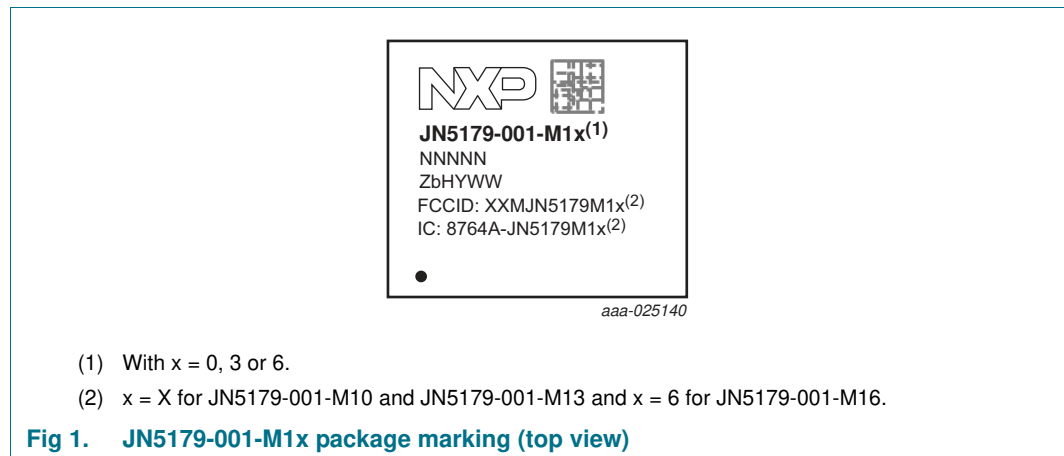 NXP
JN5179-001-M1x(1)
NNNNN
ZbHYWW
FCCID: XXMJN5179M1x(2)
IC: 8764A-JN5179M1x(2)
aaa-025140
(1) With x = 0, 3 or 6.
(2) x = X for JN5179-001-M10 and JN5179-001-M13 and x = 6 for JN5179-001-M16.
Fig 1. JN5179-001-M1x package marking (top view)